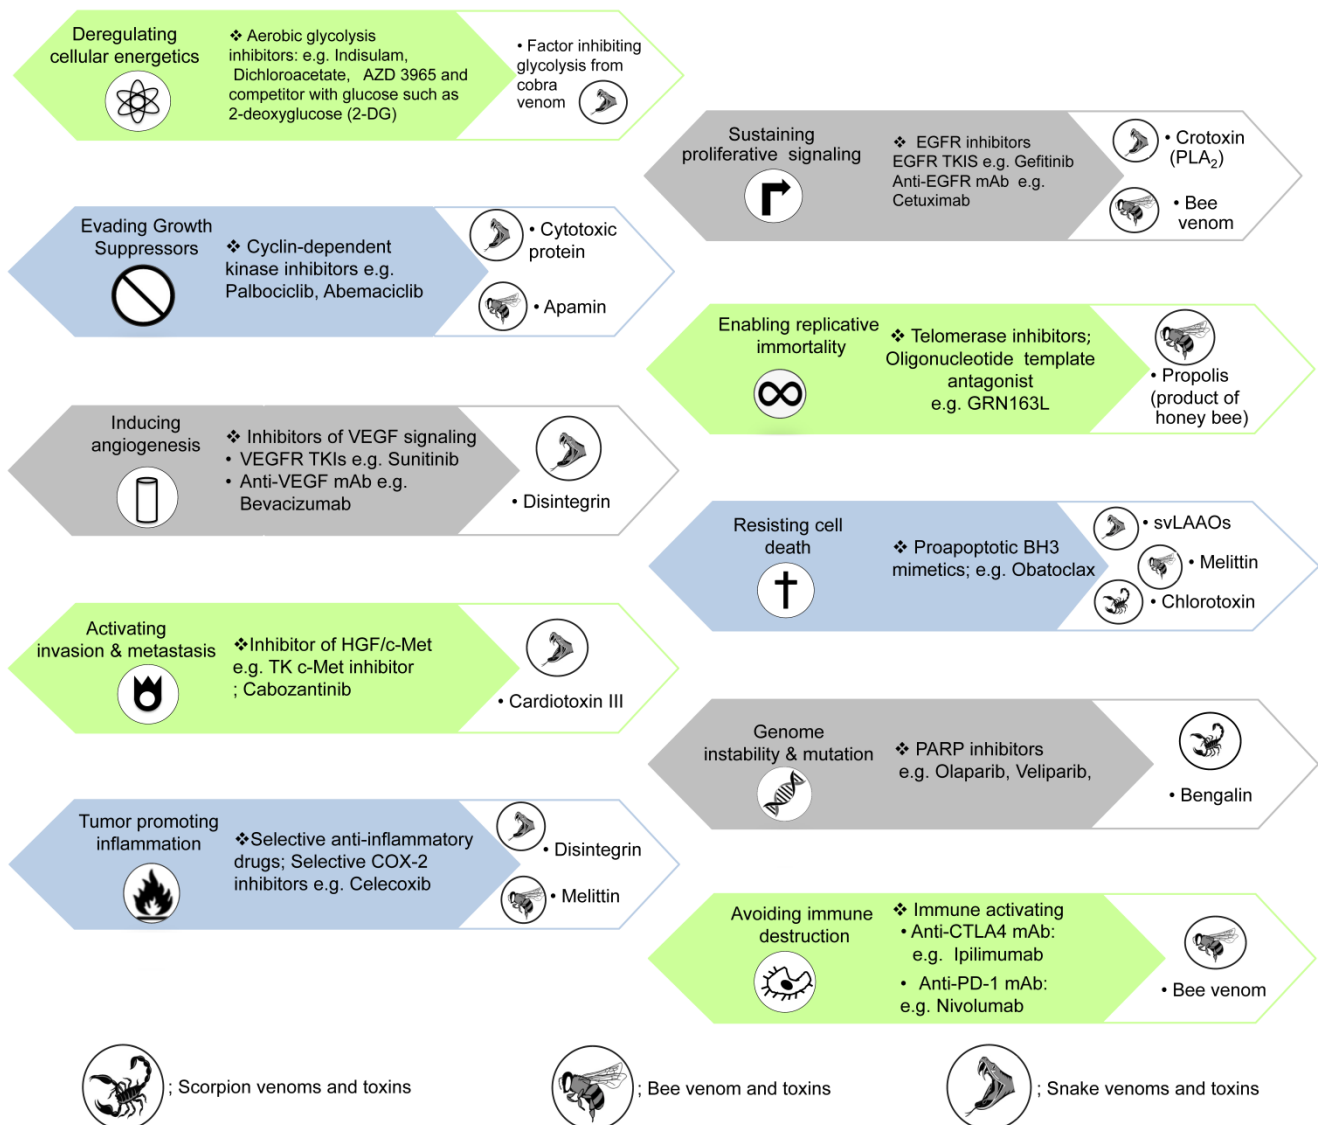 Deregulating
cellular energetics
❖ Aerobic glycolysis
inhibitors: e.g. Indisulam,
Dichloroacetate, AZD 3965 and
competitor with glucose such as
2-deoxyglucose (2-DG)
• Factor inhibiting
glycolysis from
cobra
venom
Sustaining
proliferative signaling
❖ EGFR inhibitors
EGFR TKIS e.g. Gefitinib
Anti-EGFR mAb e.g.
Cetuximab
• Crotoxin
(PLA₂)
• Bee
venom
Evading Growth
Suppressors
❖ Cyclin-dependent
kinase inhibitors e.g.
Palbociclib, Abemaciclib
• Cytotoxic
protein
• Apamin
Enabling replicative
immortality
❖ Telomerase inhibitors;
Oligonucleotide template
antagonist
e.g. GRN163L
• Propolis
(product of
honey bee)
Inducing
angiogenesis
❖ Inhibitors of VEGF signaling
• VEGFR TKIs e.g. Sunitinib
• Anti-VEGF mAb e.g.
Bevacizumab
• Disintegrin
Resisting cell
death
❖ Proapoptotic BH3
mimetics; e.g. Obatoclax
• svLAAOs
• Melittin
• Chlorotoxin
Activating
invasion & metastasis
❖Inhibitor of HGF/c-Met
e.g. TK c-Met inhibitor
; Cabozantinib
• Cardiotoxin III
Genome
instability & mutation
❖ PARP inhibitors
e.g. Olaparib, Veliparib,
• Bengalin
Tumor promoting
inflammation
❖Selective anti-inflammatory
drugs; Selective COX-2
inhibitors e.g. Celecoxib
• Disintegrin
• Melittin
Avoiding immune
destruction
❖ Immune activating
• Anti-CTLA4 mAb:
e.g. Ipilimumab
• Anti-PD-1 mAb:
e.g. Nivolumab
• Bee venom
; Scorpion venoms and toxins
; Bee venom and toxins
; Snake venoms and toxins